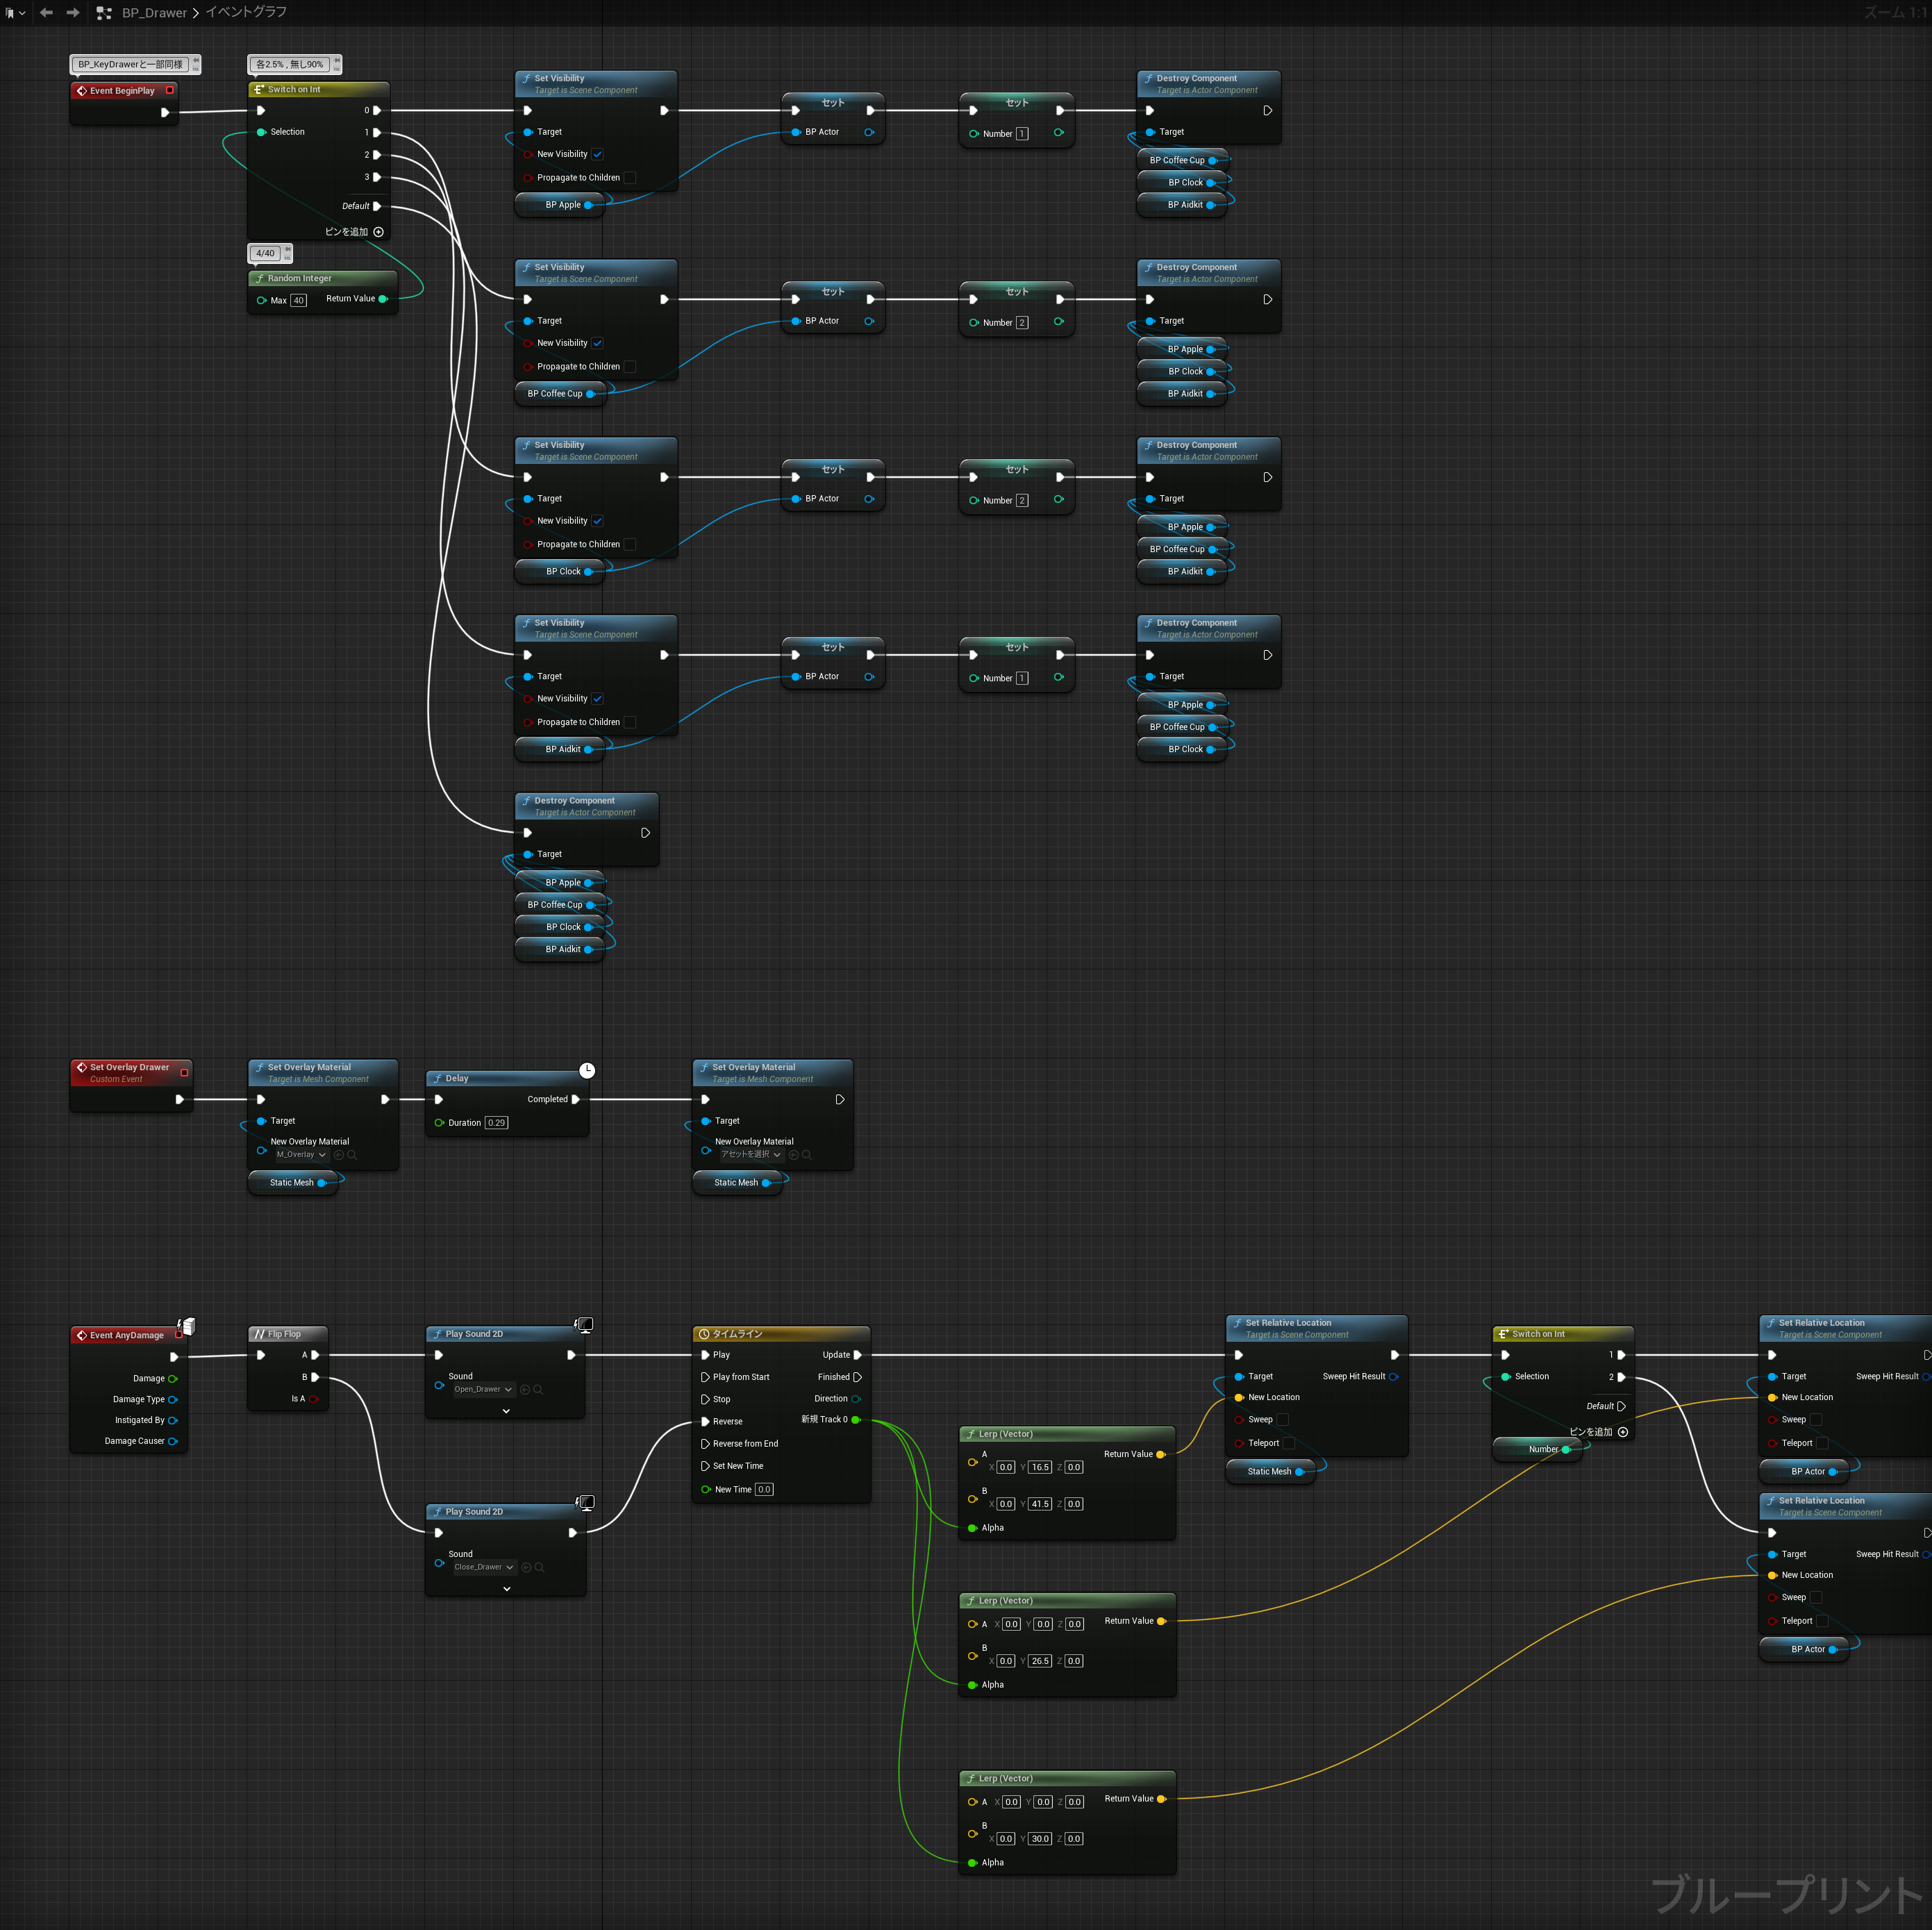 BP_Drawer > イベントグラフ
ズーム 1:1
BP_KeyDrawerと一部同様
Event BeginPlay
各2.5% , 無し90%
Switch on Int
0
Selection
1
2
3
Default
ピンを追加
4/40
Random Integer
Max 40
Return Value
Set Visibility
Target is Scene Component
Target
New Visibility
Propagate to Children
BP Apple
セット
BP Actor
セット
Number 1
Destroy Component
Target is Actor Component
Target
BP Coffee Cup
BP Clock
BP Aidkit
Set Visibility
Target is Scene Component
Target
New Visibility
Propagate to Children
BP Coffee Cup
セット
BP Actor
セット
Number 2
Destroy Component
Target is Actor Component
Target
BP Apple
BP Clock
BP Aidkit
Set Visibility
Target is Scene Component
Target
New Visibility
Propagate to Children
BP Clock
セット
BP Actor
セット
Number 2
Destroy Component
Target is Actor Component
Target
BP Apple
BP Coffee Cup
BP Aidkit
Set Visibility
Target is Scene Component
Target
New Visibility
Propagate to Children
BP Aidkit
セット
BP Actor
セット
Number 1
Destroy Component
Target is Actor Component
Target
BP Apple
BP Coffee Cup
BP Clock
Destroy Component
Target is Actor Component
Target
BP Apple
BP Coffee Cup
BP Clock
BP Aidkit
Set Overlay Drawer
Custom Event
Set Overlay Material
Target is Mesh Component
Target
New Overlay Material
M_Overlay
Static Mesh
Delay
Completed
Duration 0.29
Set Overlay Material
Target is Mesh Component
Target
New Overlay Material
アセットを選択
Static Mesh
Event AnyDamage
Damage
Damage Type
Instigated By
Damage Causer
Flip Flop
A
B
Is A
Play Sound 2D
Sound
Open_Drawer
Play Sound 2D
Sound
Close_Drawer
タイムライン
Play
Update
Play from Start
Finished
Stop
Direction
Reverse
新規 Track 0
Reverse from End
Set New Time
New Time 0.0
Lerp (Vector)
A
Return Value
X 0.0 Y 16.5 Z 0.0
B
X 0.0 Y 41.5 Z 0.0
Alpha
Lerp (Vector)
A X 0.0 Y 0.0 Z 0.0
Return Value
B
X 0.0 Y 26.5 Z 0.0
Alpha
Lerp (Vector)
A X 0.0 Y 0.0 Z 0.0
Return Value
B
X 0.0 Y 30.0 Z 0.0
Alpha
Set Relative Location
Target is Scene Component
Target
Sweep Hit Result
New Location
Sweep
Teleport
Static Mesh
Switch on Int
1
Selection
2
Default
ピンを追加
Number
Set Relative Location
Target is Scene Component
Target
Sweep Hit Result
New Location
Sweep
Teleport
BP Actor
Set Relative Location
Target is Scene Component
Target
Sweep Hit Result
New Location
Sweep
Teleport
BP Actor
ブループリント